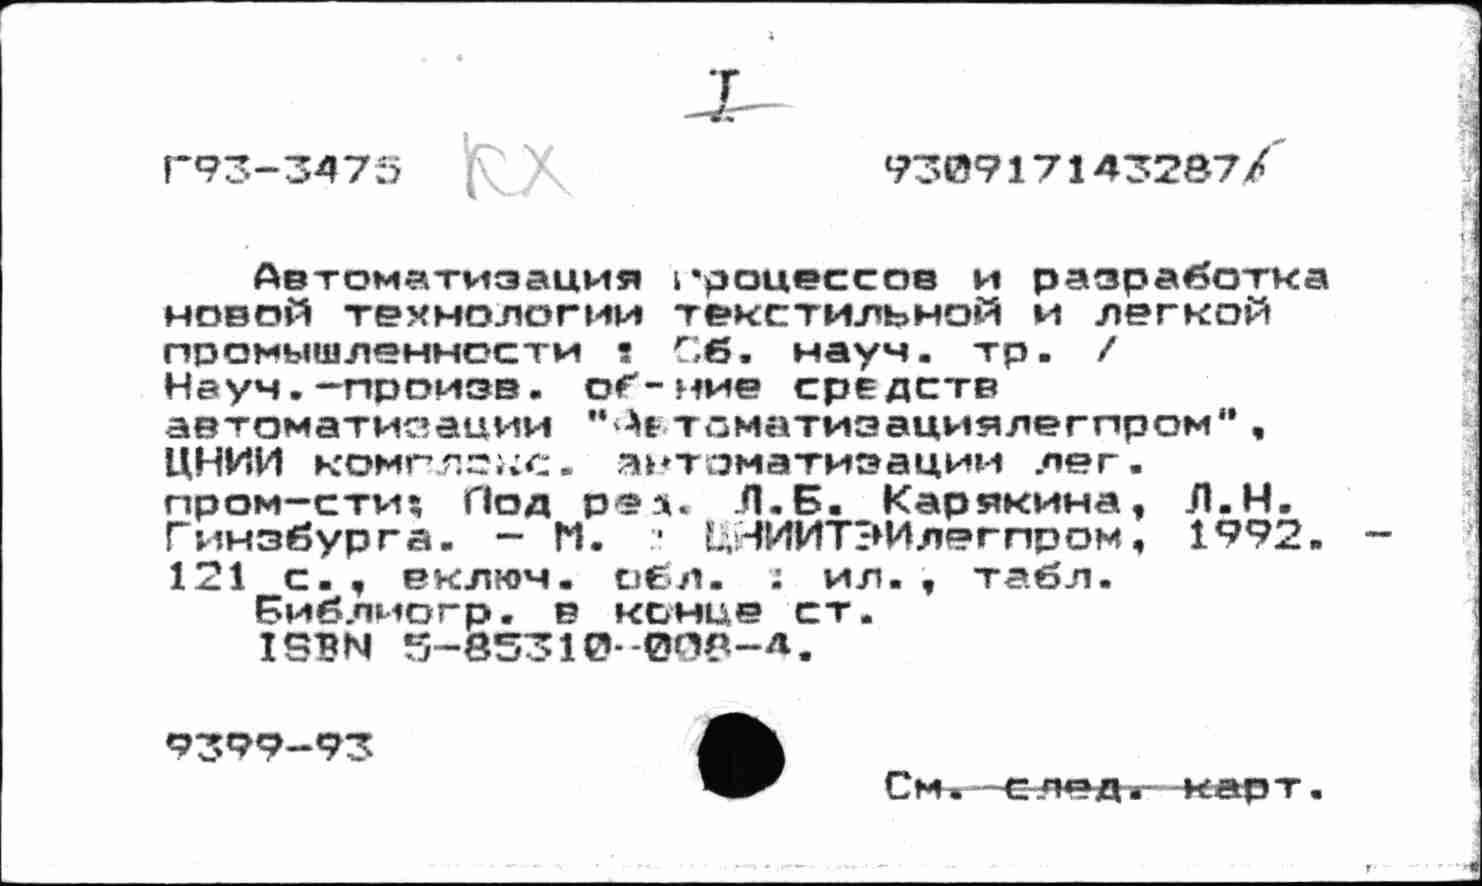 I
Г93-3475 КХ 930917143287
Автоматизация процессов и разработка
новой технологии текстильной и легкой
промышленности : Сб. науч. тр. /
Науч.-произв. об-ние средств
автоматизации "Автоматизациялегпром",
ЦНИИ комплекс. автоматизации лег.
пром-сти; Под ред. Л.Б. Карякина, Л.Н.
Гинзбурга. - М. : ЦНИИТЭИлегпром, 1992. -
121 с., включ. обл. : ил., табл.
Библиогр. в конце ст.
ISBN 5-85310-008-4.
9399-93
См. след. карт.